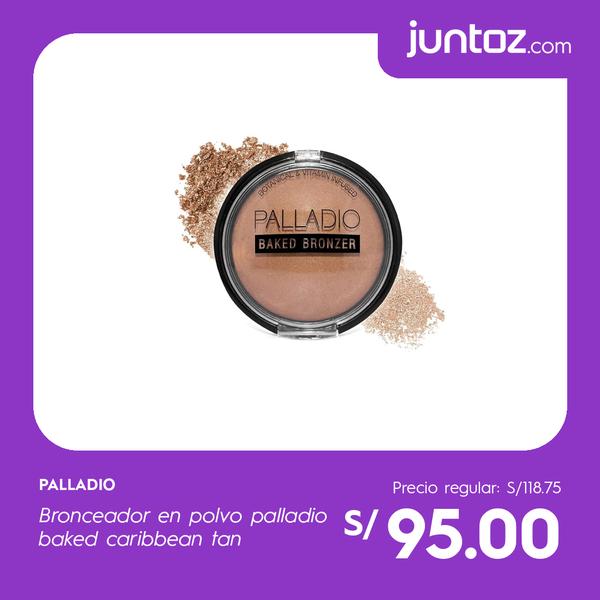 juntoz.com
BOTANICAL & VITAMIN INFUSED
PALLADIO
BAKED BRONZER
PALLADIO
Bronceador en polvo palladio
baked caribbean tan
Precio regular: S/118.75
S/ 95.00